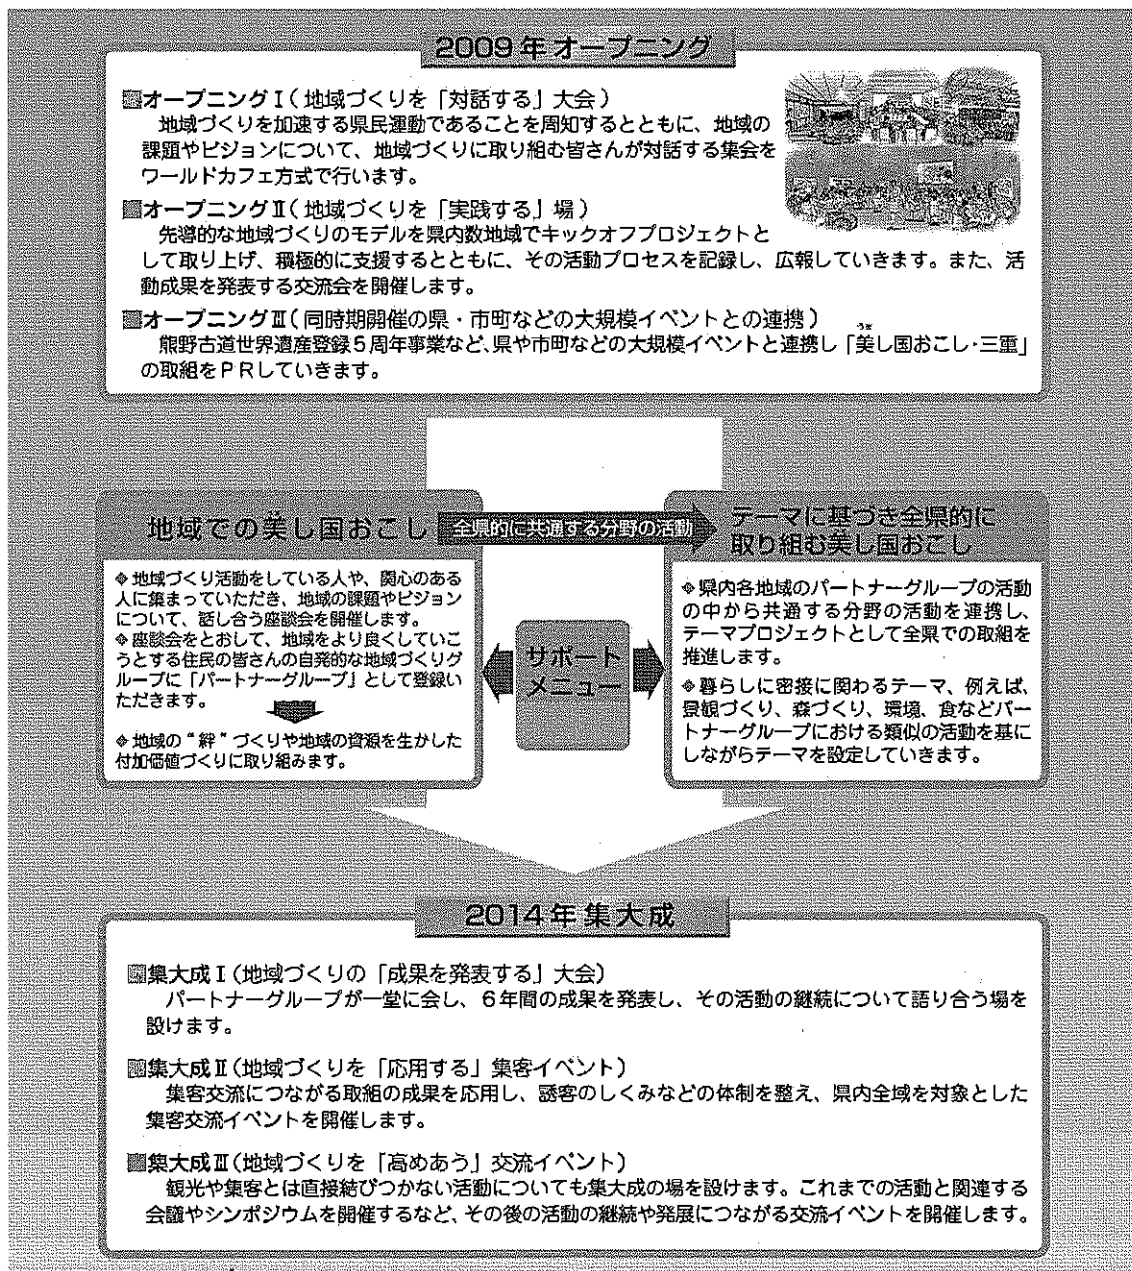 2009年オープニング
■オープニングⅠ(地域づくりを「対話する」大会)
地域づくりを加速する県民運動であることを周知するとともに、地域の
課題やビジョンについて、地域づくりに取り組む皆さんが対話する集会を
ワールドカフェ方式で行います。
■オープニングⅡ(地域づくりを「実践する」場)
先導的な地域づくりのモデルを県内数地域でキックオフプロジェクトと
して取り上げ、積極的に支援するとともに、その活動プロセスを記録し、広報していきます。また、活
動成果を発表する交流会を開催します。
■オープニングⅢ(同時期開催の県・市町などの大規模イベントとの連携)
うま
熊野古道世界遺産登録5周年事業など、県や市町などの大規模イベントと連携し「美し国おこし・三重」
の取組をPRしていきます。
地域での美し国おこし
全県的に共通する分野の活動
テーマに基づき全県的に
取り組む美し国おこし
◆地域づくり活動をしている人や、関心のある
人に集まっていただき、地域の課題やビジョン
について、話し合う座談会を開催します。
◆座談会をとおして、地域をより良くしていこ
うとする住民の皆さんの自発的な地域づくりグ
ループに「パートナーグループ」として登録い
ただきます。
◆地域の“絆”づくりや地域の資源を生かした
付加価値づくりに取り組みます。
サポート
メニュー
◆県内各地域のパートナーグループの活動
の中から共通する分野の活動を連携し、
テーマプロジェクトとして全県での取組を
推進します。
◆暮らしに密接に関わるテーマ、例えば、
景観づくり、森づくり、環境、食などパー
トナーグループにおける類似の活動を基に
しながらテーマを設定していきます。
2014年集大成
■集大成Ⅰ(地域づくりの「成果を発表する」大会)
パートナーグループが一堂に会し、6年間の成果を発表し、その活動の継続について語り合う場を
設けます。
■集大成Ⅱ(地域づくりを「応用する」集客イベント)
集客交流につながる取組の成果を応用し、誘客のしくみなどの体制を整え、県内全域を対象とした
集客交流イベントを開催します。
■集大成Ⅲ(地域づくりを「高めあう」交流イベント)
観光や集客とは直接結びつかない活動についても集大成の場を設けます。これまでの活動と関連する
会議やシンポジウムを開催するなど、その後の活動の継続や発展につながる交流イベントを開催します。